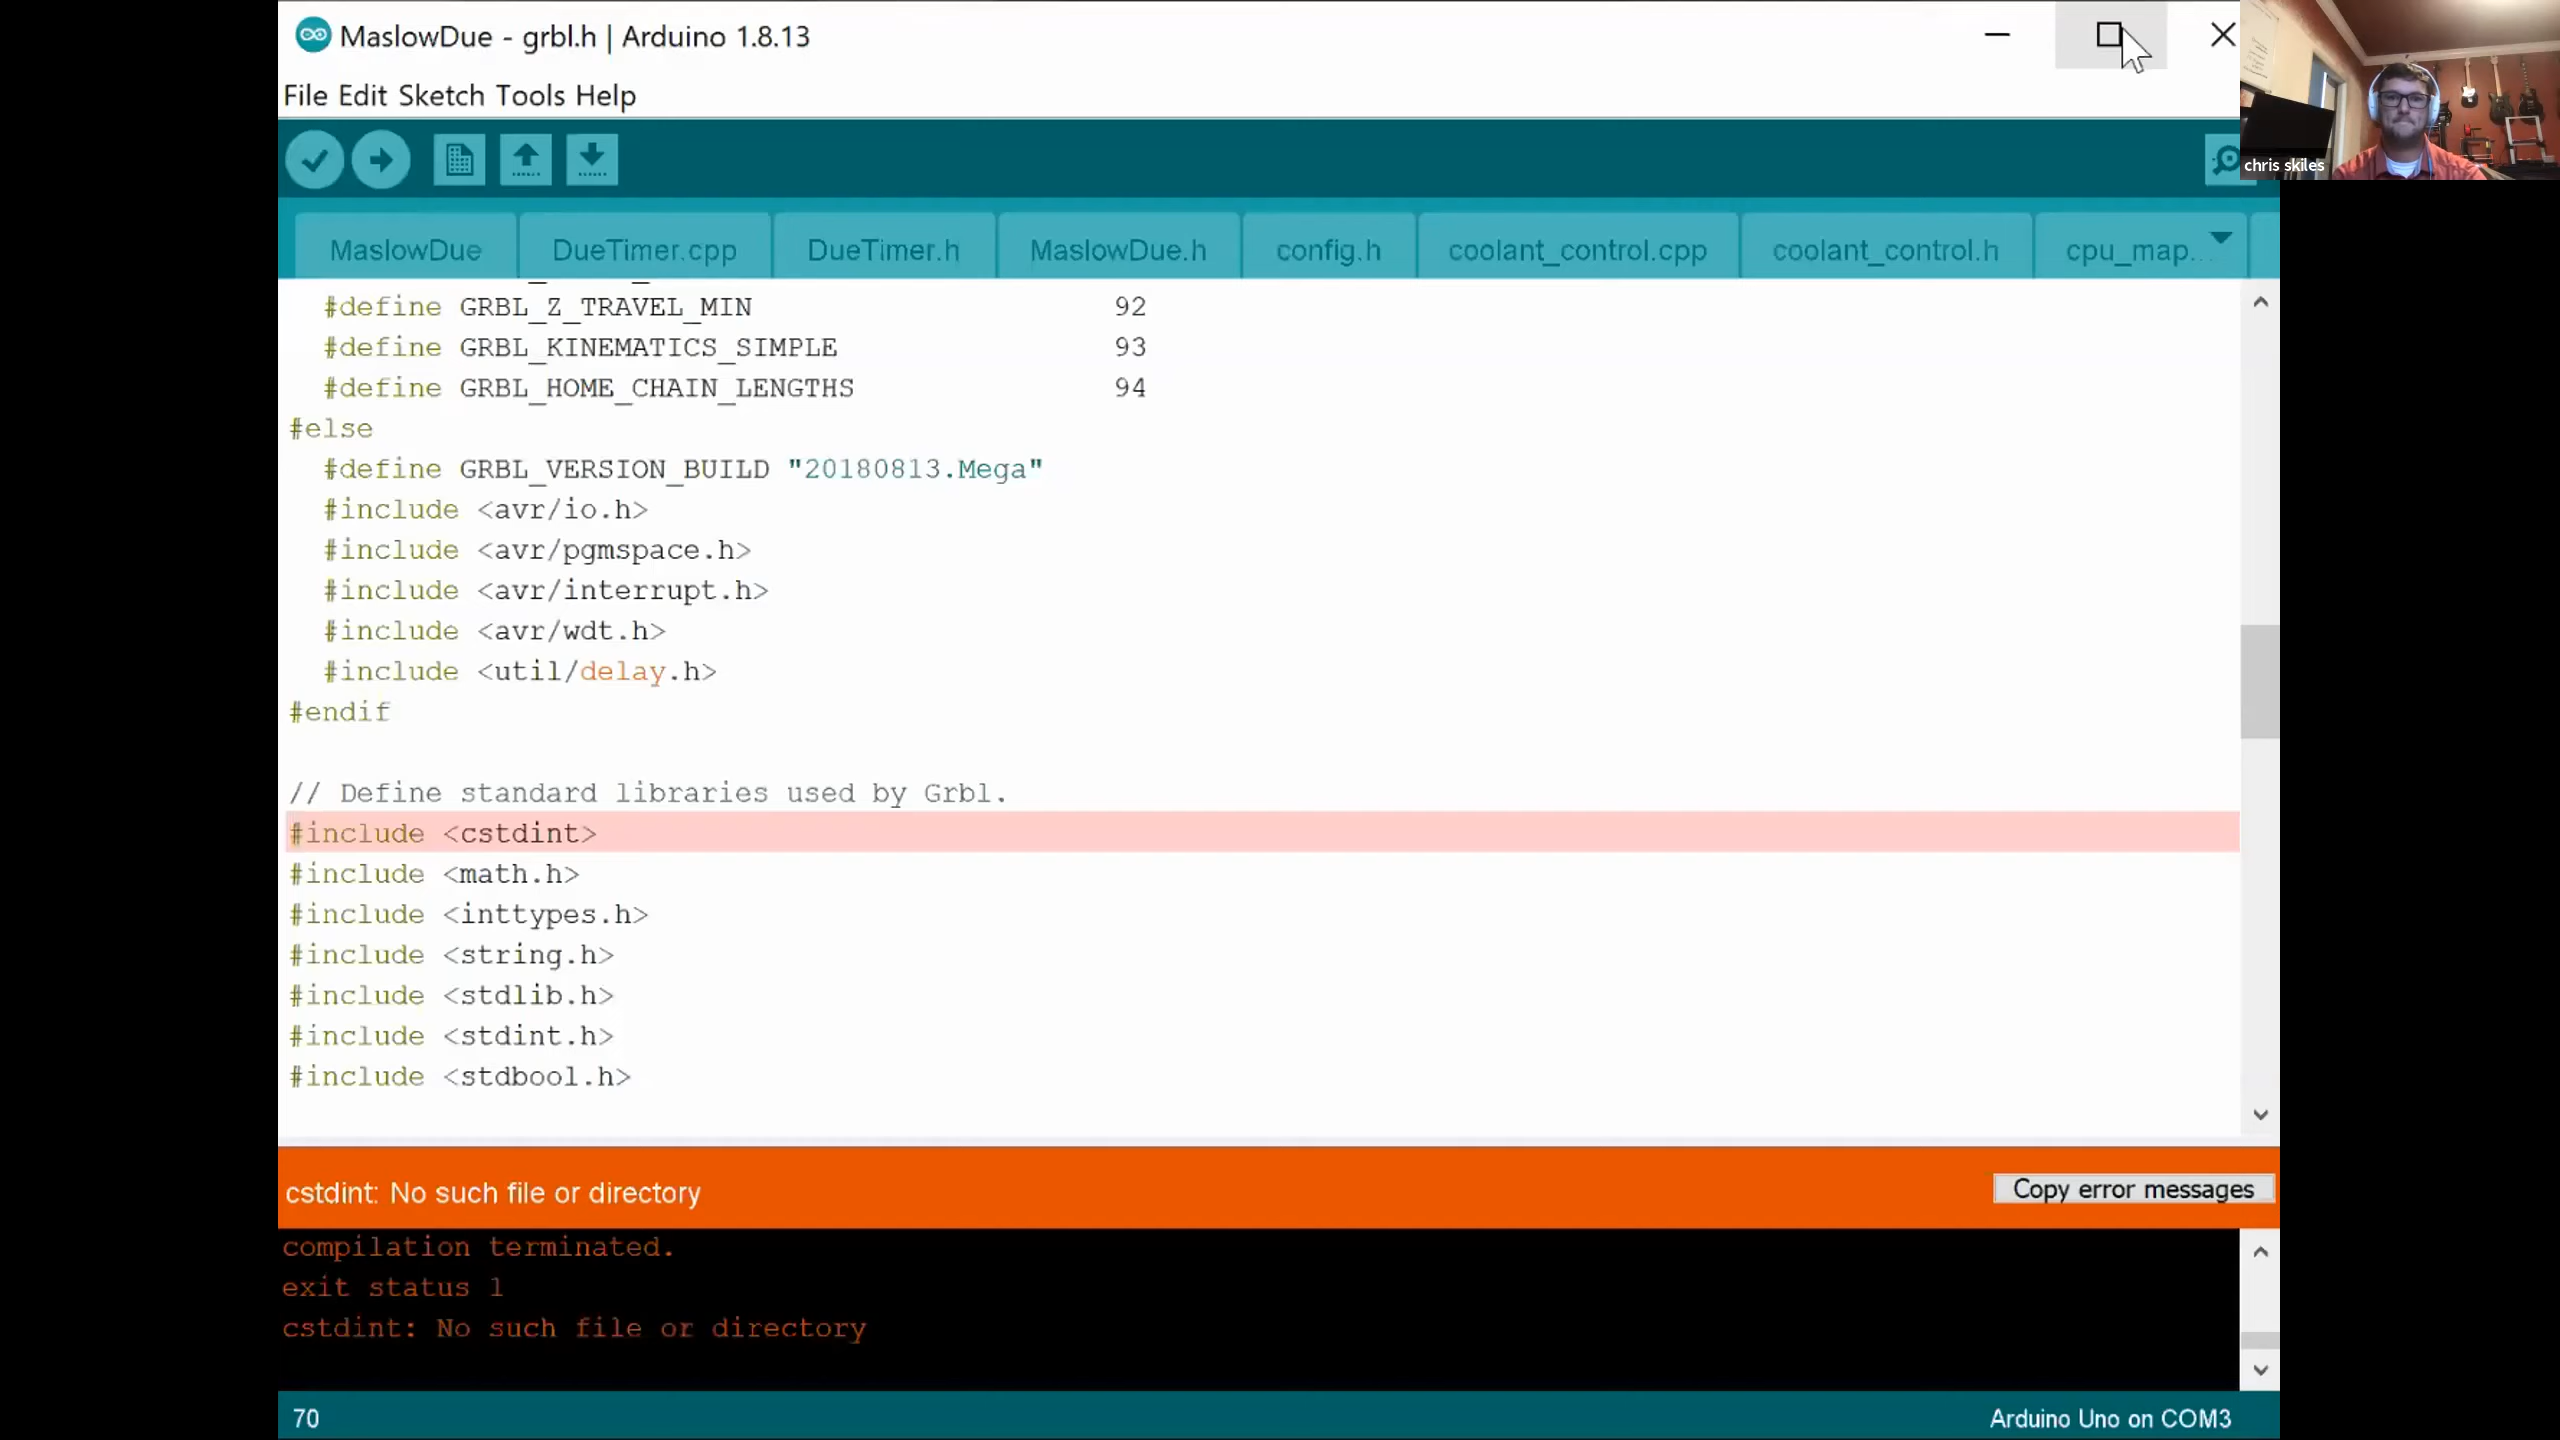 MaslowDue - grbl.h | Arduino 1.8.13
File Edit Sketch Tools Help
chris skiles
MaslowDue DueTimer.cpp DueTimer.h MaslowDue.h config.h coolant_control.cpp coolant_control.h cpu_map...
#define GRBL_Z_TRAVEL_MIN 92
#define GRBL_KINEMATICS_SIMPLE 93
#define GRBL_HOME_CHAIN_LENGTHS 94
#else
#define GRBL_VERSION_BUILD "20180813.Mega"
#include <avr/io.h>
#include <avr/pgmspace.h>
#include <avr/interrupt.h>
#include <avr/wdt.h>
#include <util/delay.h>
#endif
// Define standard libraries used by Grbl.
#include <cstdint>
#include <math.h>
#include <inttypes.h>
#include <string.h>
#include <stdlib.h>
#include <stdint.h>
#include <stdbool.h>
cstdint: No such file or directory
Copy error messages
compilation terminated.
exit status 1
cstdint: No such file or directory
70
Arduino Uno on COM3